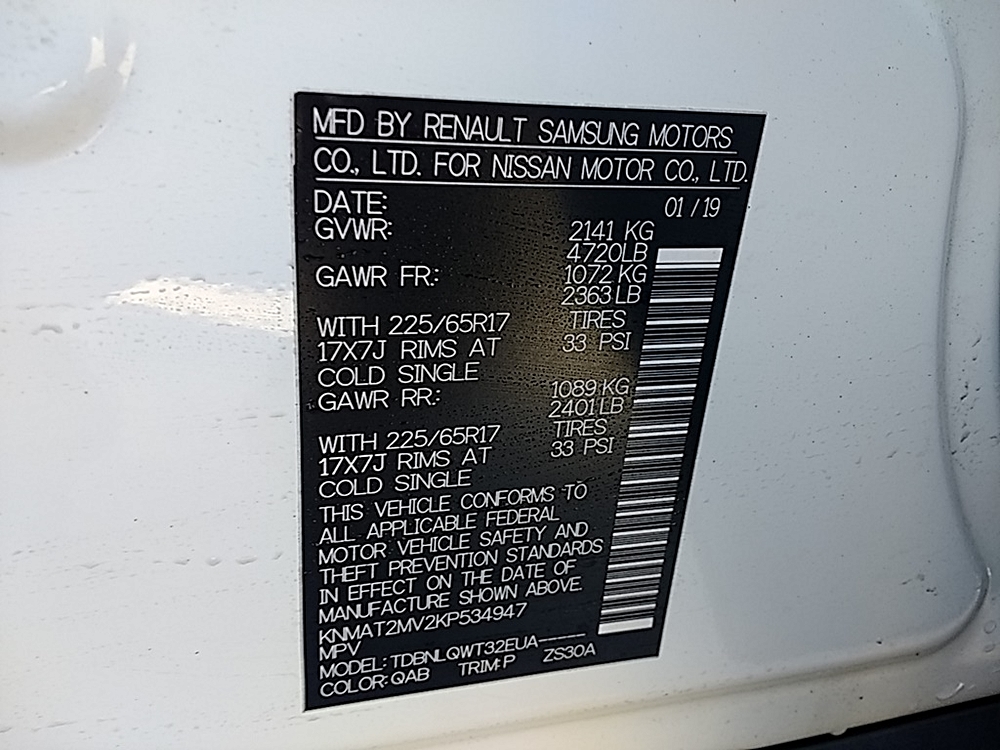 MFD BY RENAULT SAMSUNG MOTORS
CO., LTD. FOR NISSAN MOTOR CO., LTD.
DATE: 01 / 19
GVWR: 2141 KG
4720LB
GAWR FR.: 1072 KG
2363 LB
WITH 225/65R17 TIRES
17X7J RIMS AT 33 PSI
COLD SINGLE
GAWR RR.: 1089 KG
2401 LB
WITH 225/65R17 TIRES
17X7J RIMS AT 33 PSI
COLD SINGLE
THIS VEHICLE CONFORMS TO
ALL APPLICABLE FEDERAL
MOTOR VEHICLE SAFETY AND
THEFT PREVENTION STANDARDS
IN EFFECT ON THE DATE OF
MANUFACTURE SHOWN ABOVE.
KNMAT2MV2KP534947
MPV
MODEL: TDBNLQWT32EUA-----
COLOR: QAB TRIM: P ZS30A